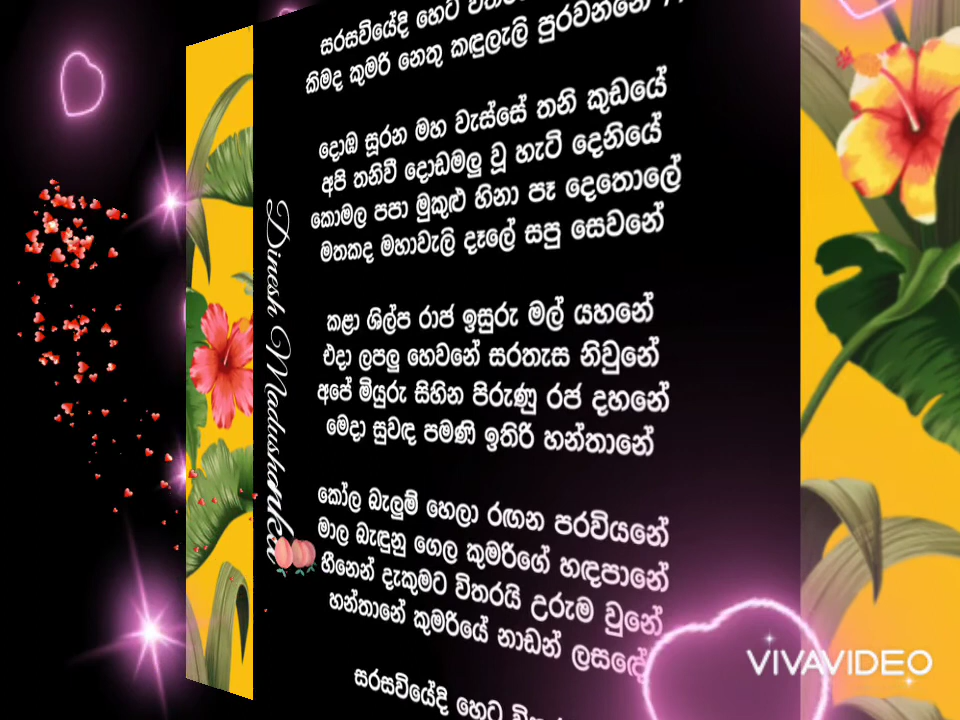 සරසවියේදි හෙට
කිමද කුමරි නෙතු කඳුලැලි පුරවන්නේ
දොඹ සූරන මහ වැස්සේ තනි කුඩයේ
අපි තනිවී දොඩමලු වූ හැටි දෙනියේ
කොමල පපා මුකුළු හිනා පෑ දෙතොලේ
මතකද මහාවැලි දෑලේ සපු සෙවනේ
කළා ශිල්ප රාජ ඉසුරු මල් යහනේ
එදා ලපලු හෙවනේ සරතැස නිවුනේ
අපේ මියුරු සිහින පිරුණු රජ දහනේ
මෙදා සුවඳ පමණි ඉතිරි හන්තානේ
කෝල බැලුම් හෙලා රඟන පරවියනේ
මාල බැඳුනු ගෙල කුමරිගේ හඳපානේ
හීනෙන් දැකුමට විතරයි උරුම වුනේ
හන්තානේ කුමරියේ නාඩන් ලසඳේ
සරසවියේදි හෙට
Dinesh Madushanka
VIVAVIDEO